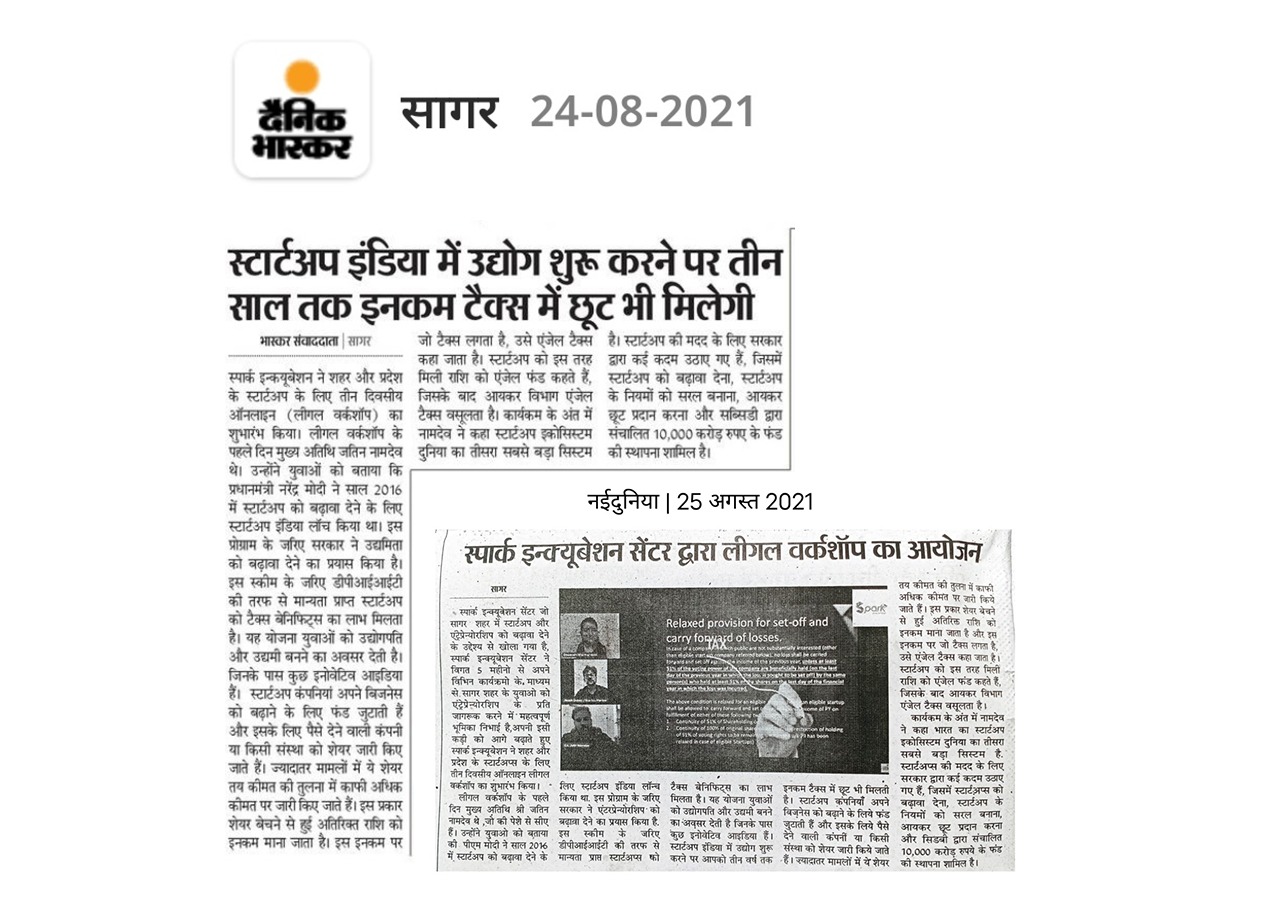 दैनिक
भास्कर
सागर 24-08-2021
स्टार्टअप इंडिया में उद्योग शुरू करने पर तीन
साल तक इनकम टैक्स में छूट भी मिलेगी
भास्कर संवाददाता | सागर
स्पार्क इन्क्यूबेशन ने शहर और प्रदेश
के स्टार्टअप के लिए तीन दिवसीय
ऑनलाइन (लीगल वर्कशॉप) का
शुभारंभ किया। लीगल वर्कशॉप के
पहले दिन मुख्य अतिथि जतिन नामदेव
थे। उन्होंने युवाओं को बताया कि
प्रधानमंत्री नरेंद्र मोदी ने साल 2016
में स्टार्टअप को बढ़ावा देने के लिए
स्टार्टअप इंडिया लॉंच किया था। इस
प्रोग्राम के जरिए सरकार ने उद्यमिता
को बढ़ावा देने का प्रयास किया है।
इस स्कीम के जरिए डीपीआईआईटी
की तरफ से मान्यता प्राप्त स्टार्टअप
को टैक्स बेनिफिट्स का लाभ मिलता
है। यह योजना युवाओं को उद्योगपति
और उद्यमी बनने का अवसर देती है।
जिनके पास कुछ इनोवेटिव आइडिया
हैं। स्टार्टअप कंपनियां अपने बिजनेस
को बढ़ाने के लिए फंड जुटाती हैं
और इसके लिए पैसे देने वाली कंपनी
या किसी संस्था को शेयर जारी किए
जाते हैं। ज्यादातर मामलों में ये शेयर
तय कीमत की तुलना में काफी अधिक
कीमत पर जारी किए जाते हैं। इस प्रकार
शेयर बेचने से हुई अतिरिक्त राशि को
इनकम माना जाता है। इस इनकम पर
जो टैक्स लगता है, उसे एंजेल टैक्स
कहा जाता है। स्टार्टअप को इस तरह
मिली राशि को एंजेल फंड कहते हैं,
जिसके बाद आयकर विभाग एंजेल
टैक्स वसूलता है। कार्यकम के अंत में
नामदेव ने कहा स्टार्टअप इकोसिस्टम
दुनिया का तीसरा सबसे बड़ा सिस्टम
है। स्टार्टअप की मदद के लिए सरकार
द्वारा कई कदम उठाए गए हैं, जिसमें
स्टार्टअप को बढ़ावा देना, स्टार्टअप
के नियमों को सरल बनाना, आयकर
छूट प्रदान करना और सब्सिडी द्वारा
संचालित 10,000 करोड़ रुपए के फंड
की स्थापना शामिल है।
नईदुनिया | 25 अगस्त 2021
स्पार्क इन्क्यूबेशन सेंटर द्वारा लीगल वर्कशॉप का आयोजन
सागर
स्पार्क इन्क्यूबेशन सेंटर जो
सागर शहर में स्टार्टअप और
एंट्रेप्रेन्योरशिप को बढ़ावा देने
के उद्देश्य से खोला गया है,
स्पार्क इन्क्यूबेशन सेंटर ने
विगत 5 महीनो से अपने
विभिन कार्यकमो के, माध्यम
से सागर शहर के युवाओ को
एंट्रेप्रेन्योरशिप के प्रति
जागरूक करने में महत्वपूर्ण
भूमिका निभाई है,अपनी इसी
कड़ी को आगे बढ़ाते हुए
स्पार्क इन्क्यूबेशन ने शहर और
प्रदेश के स्टार्टअप्स के लिए
तीन दिवसीय ऑनलाइन लीगल
वर्कशॉप का शुभारंभ किया।
लीगल वर्कशॉप के पहले
दिन मुख्य अतिथि श्री जतिन
नामदेव थे ,जो की पेशे से सीए
हैं। उन्होंने युवाओ को बताया
की पीएम मोदी ने साल 2016
में स्टार्टअप को बढ़ावा देने के
Spark
Relaxed provision for set-off and
carry forward of losses.
TAX
लिए स्टार्टअप इंडिया लॉन्च
किया था. इस प्रोग्राम के जरिए
सरकार ने एंटरप्रेन्योरशिप को
बढ़ावा देने का प्रयास किया है.
इस स्कीम के जरिए
डीपीआईआईटी की तरफ से
मान्यता प्राप्त स्टार्टअप्स को
टैक्स बेनिफिट्स का लाभ
मिलता है। यह योजना युवाओं
को उद्योगपति और उद्यमी बनने
का अवसर देती हैं जिनके पास
कुछ इनोवेटिव आइडिया हैं।
स्टार्टअप इंडिया में उद्योग शुरू
करने पर आपको तीन वर्ष तक
इनकम टैक्स में छूट भी मिलती
है। स्टार्टअप कंपनियाँ अपने
बिजनेस को बढ़ाने के लिये फंड
जुटाती हैं और इसके लिये पैसे
देने वाली कंपनी या किसी
संस्था को शेयर जारी किये जाते
हैं। ज्यादातर मामलों में ये शेयर
तय कीमत की तुलना में काफी
अधिक कीमत पर जारी किये
जाते हैं। इस प्रकार शेयर बेचने
से हुई अतिरिक्त राशि को
इनकम माना जाता है और इस
इनकम पर जो टैक्स लगता है,
उसे एंजेल टैक्स कहा जाता है।
स्टार्टअप को इस तरह मिली
राशि को एंजेल फंड कहते हैं,
जिसके बाद आयकर विभाग
एंजेल टैक्स वसूलता है।
कार्यकम के अंत में नामदेव
ने कहा भारत का स्टार्टअप
इकोसिस्टम दुनिया का तीसरा
सबसे बड़ा सिस्टम है.
स्टार्टअप्स की मदद के लिए
सरकार द्वारा कई कदम उठाए
गए हैं, जिसमें स्टार्टअप्स को
बढ़ावा देना, स्टार्टअप के
नियमों को सरल बनाना,
आयकर छूट प्रदान करना
और सिडबी द्वारा संचालित
10,000 करोड़ रुपये के फंड
की स्थापना शामिल है।